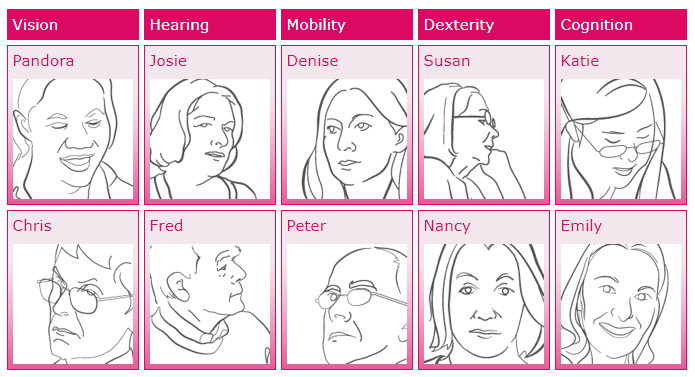 Vision Hearing Mobility Dexterity Cognition
Pandora Josie Denise Susan Katie
Chris Fred Peter Nancy Emily